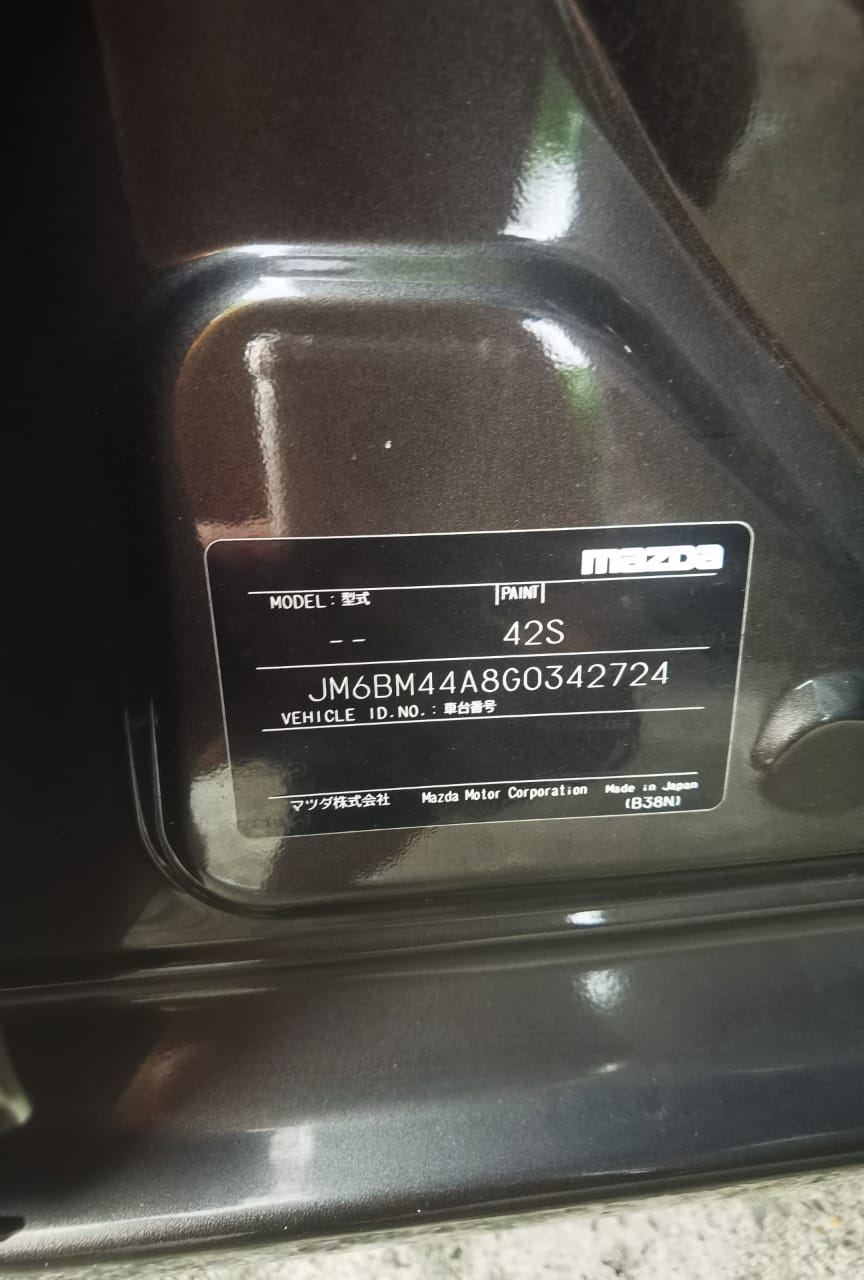 mazda
MODEL:型式 PAINT
-- 42S
JM6BM44A8G0342724
VEHICLE ID.NO.:車台番号
マツダ株式会社 Mazda Motor Corporation Made in Japan
(B38N)